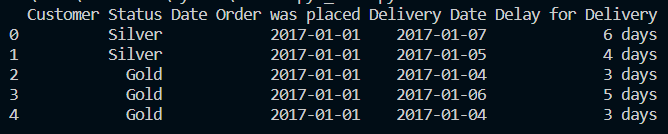 Customer Status Date Order was placed Delivery Date Delay for Delivery
0 Silver 2017-01-01 2017-01-07 6 days
1 Silver 2017-01-01 2017-01-05 4 days
2 Gold 2017-01-01 2017-01-04 3 days
3 Gold 2017-01-01 2017-01-06 5 days
4 Gold 2017-01-01 2017-01-04 3 days